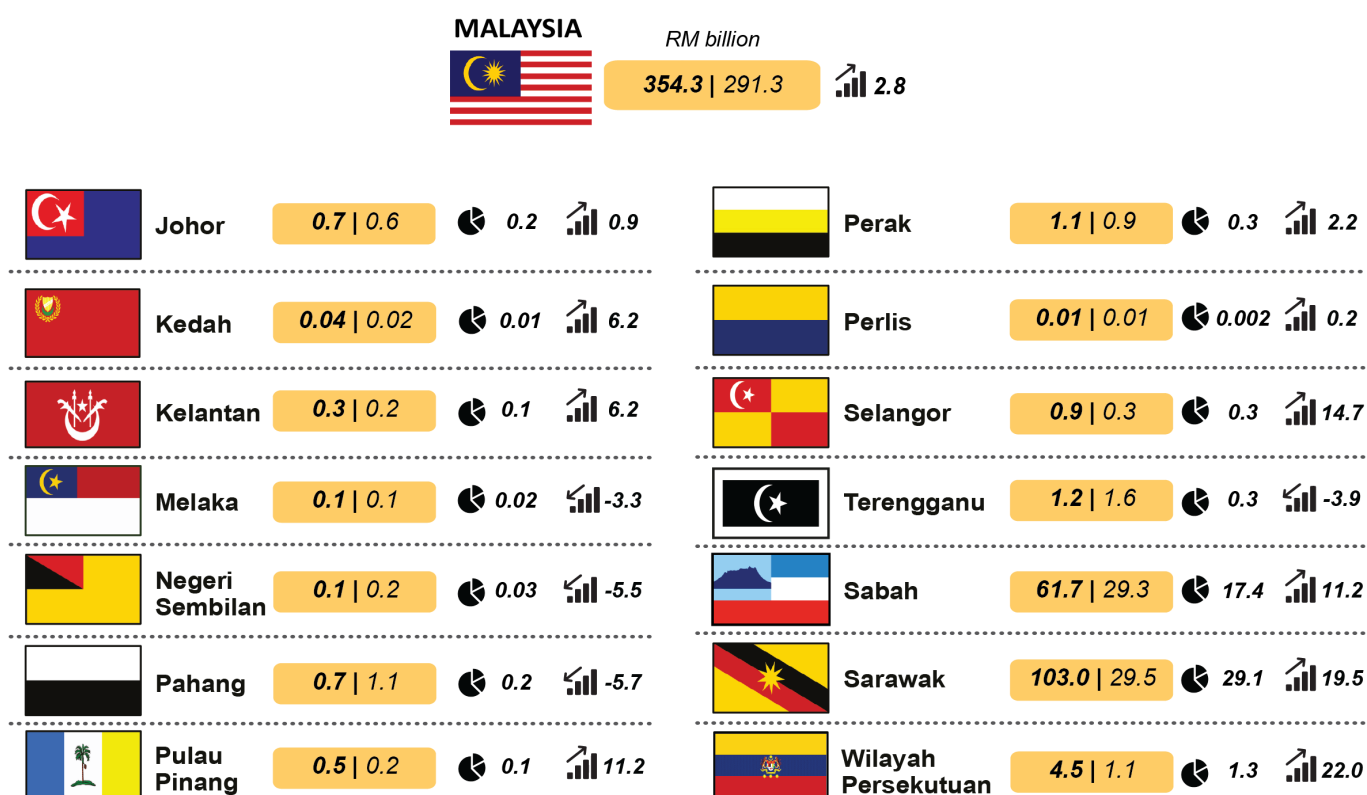 MALAYSIA
RM billion
354.3 | 291.3
2.8
Johor 0.7 | 0.6 0.2 0.9
Kedah 0.04 | 0.02 0.01 6.2
Kelantan 0.3 | 0.2 0.1 6.2
Melaka 0.1 | 0.1 0.02 -3.3
Negeri
Sembilan 0.1 | 0.2 0.03 -5.5
Pahang 0.7 | 1.1 0.2 -5.7
Pulau
Pinang 0.5 | 0.2 0.1 11.2
Perak 1.1 | 0.9 0.3 2.2
Perlis 0.01 | 0.01 0.002 0.2
Selangor 0.9 | 0.3 0.3 14.7
Terengganu 1.2 | 1.6 0.3 -3.9
Sabah 61.7 | 29.3 17.4 11.2
Sarawak 103.0 | 29.5 29.1 19.5
Wilayah
Persekutuan 4.5 | 1.1 1.3 22.0